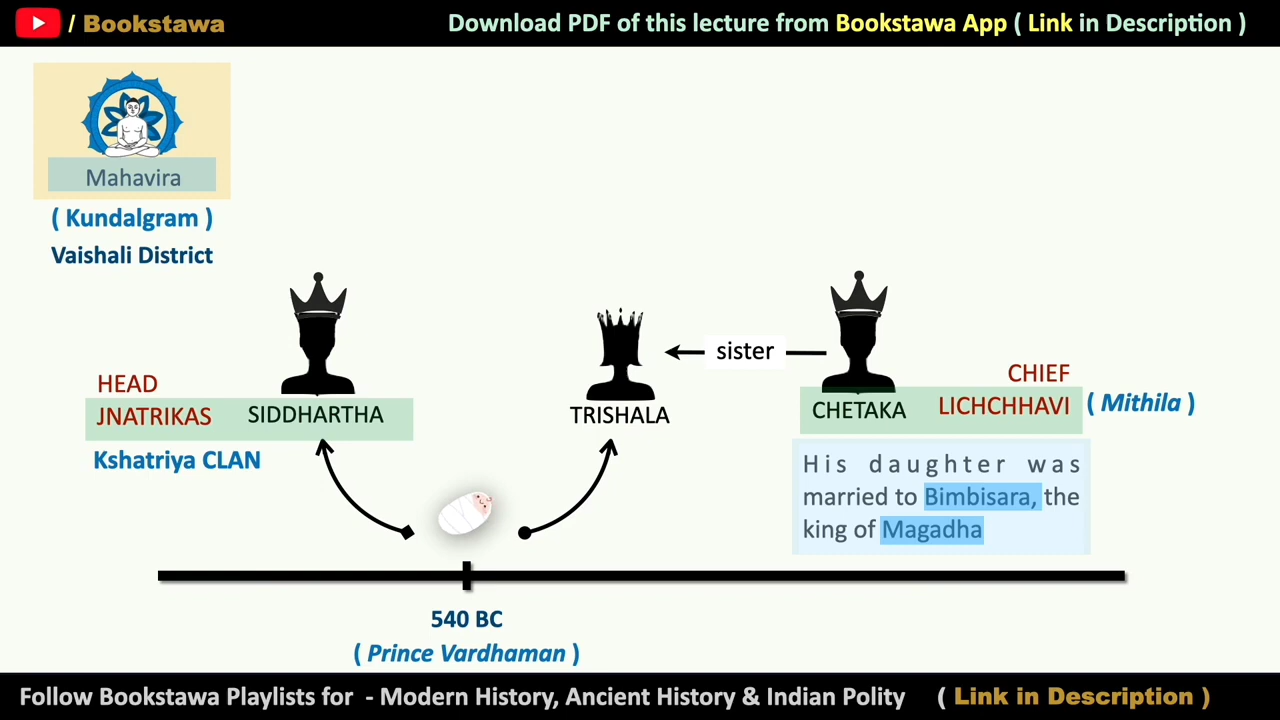 / Bookstawa
Download PDF of this lecture from Bookstawa App ( Link in Description )
Mahavira
( Kundalgram )
Vaishali District
sister
HEAD
JNATRIKAS SIDDHARTHA
Kshatriya CLAN
TRISHALA
CHIEF
CHETAKA LICHCHHAVI ( Mithila )
His daughter was
married to Bimbisara, the
king of Magadha
540 BC
( Prince Vardhaman )
Follow Bookstawa Playlists for - Modern History, Ancient History & Indian Polity ( Link in Description )